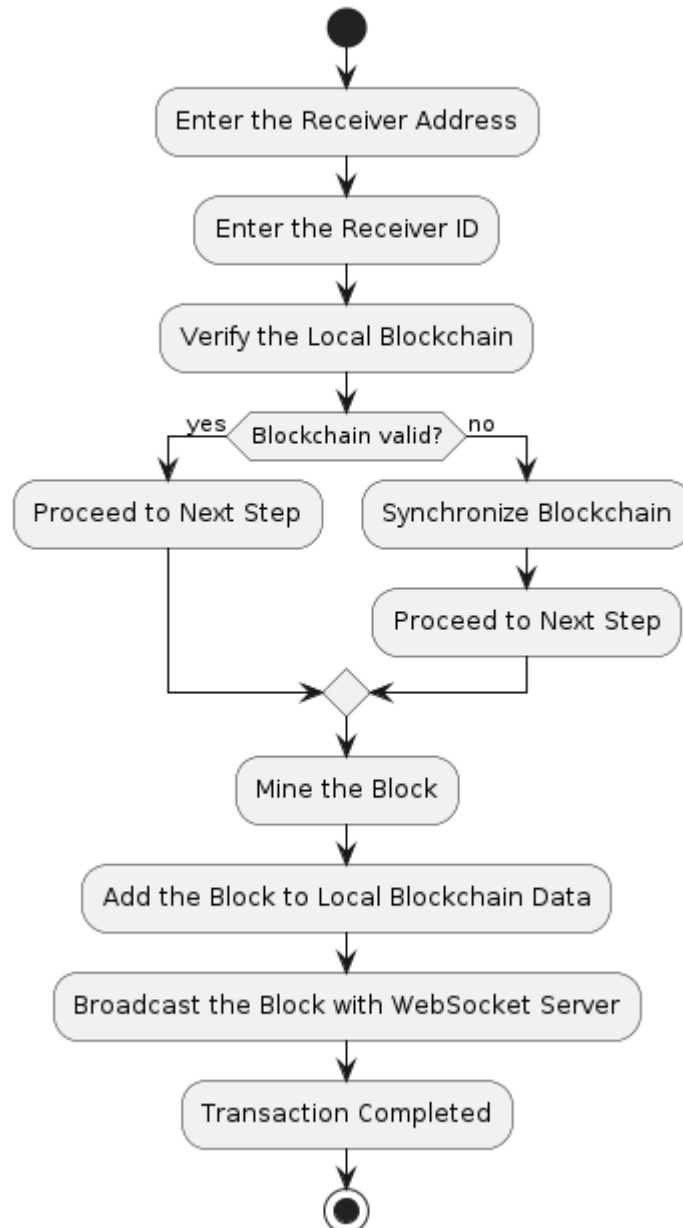 Enter the Receiver Address
Enter the Receiver ID
Verify the Local Blockchain
yes
Blockchain valid?
no
Proceed to Next Step
Synchronize Blockchain
Proceed to Next Step
Mine the Block
Add the Block to Local Blockchain Data
Broadcast the Block with WebSocket Server
Transaction Completed